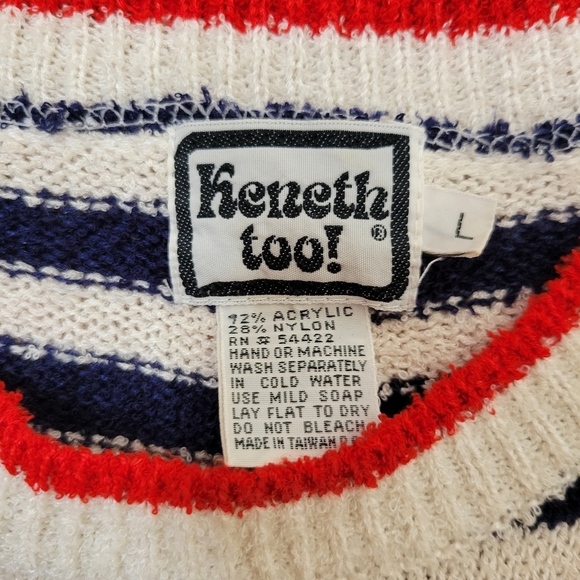 Keneth
too!®
L
92% ACRYLIC
28% NYLON
RN # 54422
HAND OR MACHINE
WASH SEPARATELY
IN COLD WATER
USE MILD SOAP
LAY FLAT TO DRY
DO NOT BLEACH
MADE IN TAIWAN